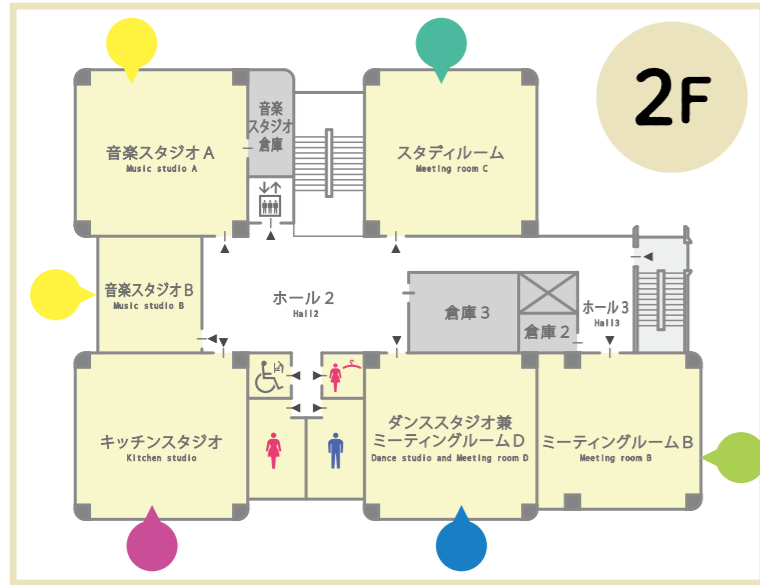 2F
音楽スタジオA
Music studio A
音楽
スタジオ
倉庫
スタディルーム
Meeting room C
音楽スタジオB
Music studio B
ホール2
Hall2
倉庫3
倉庫2
ホール3
Hall3
キッチンスタジオ
Kitchen studio
ダンススタジオ兼
ミーティングルームD
Dance studio and Meeting room D
ミーティングルームB
Meeting room B